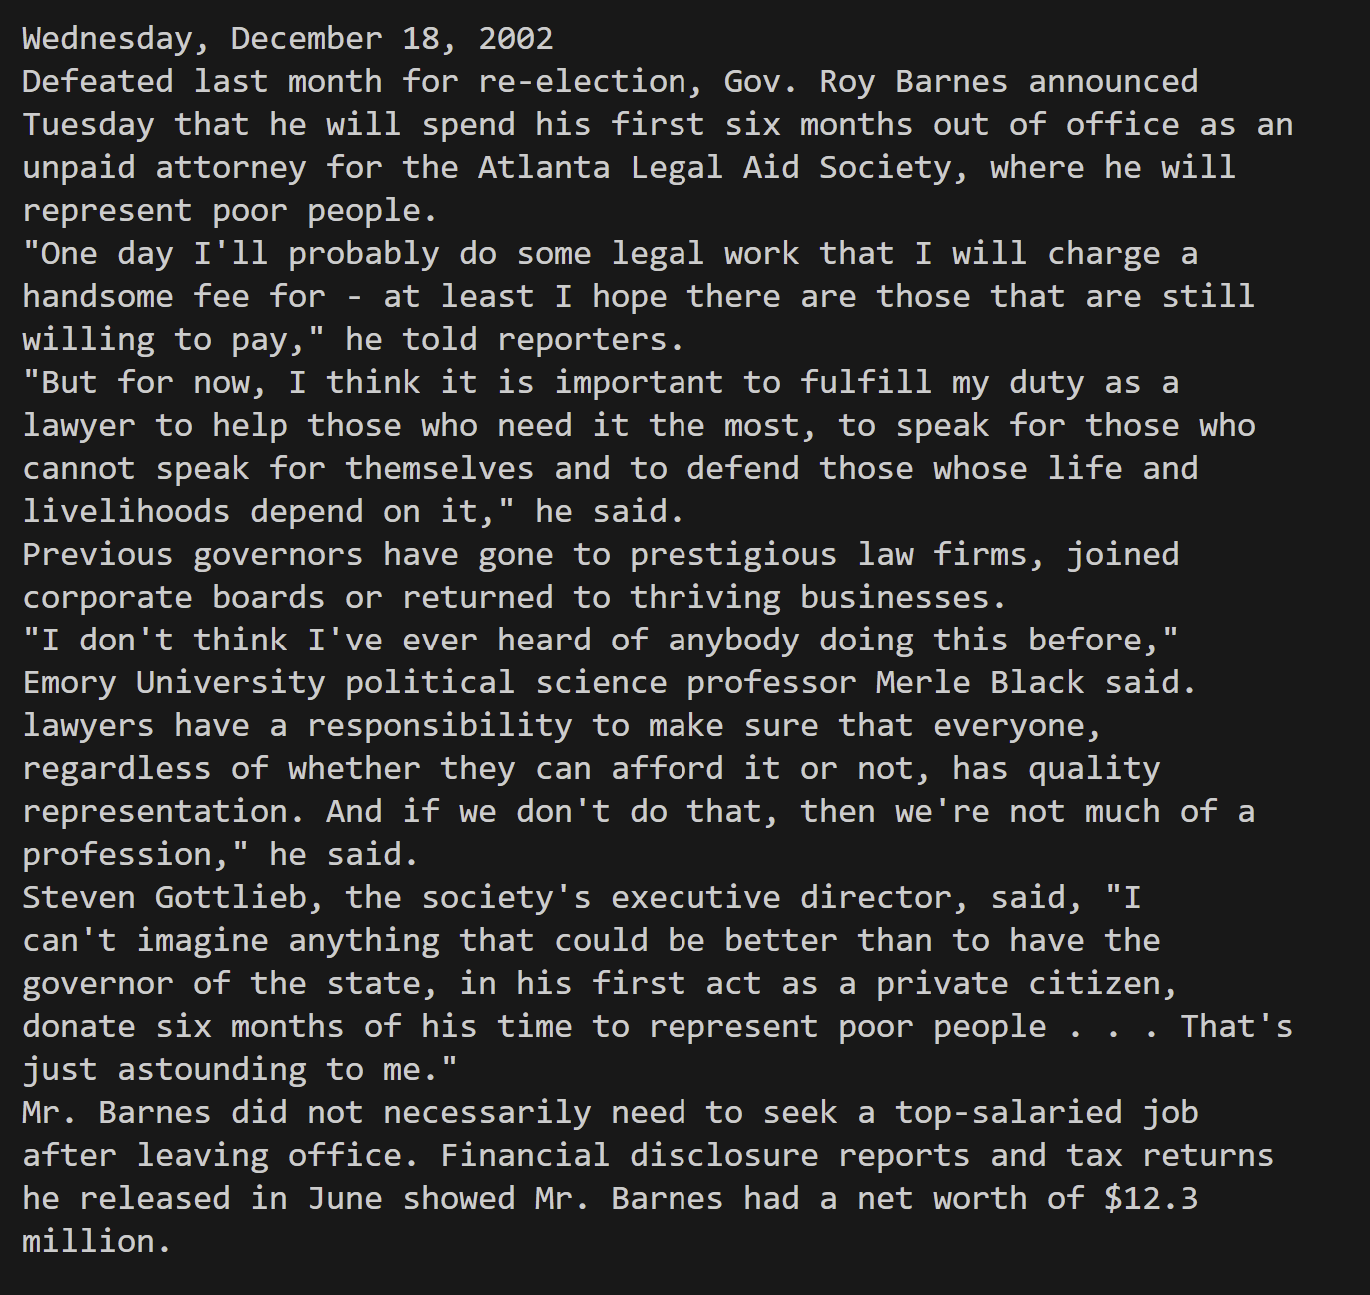 Wednesday, December 18, 2002
Defeated last month for re-election, Gov. Roy Barnes announced
Tuesday that he will spend his first six months out of office as an
unpaid attorney for the Atlanta Legal Aid Society, where he will
represent poor people.
"One day I'll probably do some legal work that I will charge a
handsome fee for - at least I hope there are those that are still
willing to pay," he told reporters.
"But for now, I think it is important to fulfill my duty as a
lawyer to help those who need it the most, to speak for those who
cannot speak for themselves and to defend those whose life and
livelihoods depend on it," he said.
Previous governors have gone to prestigious law firms, joined
corporate boards or returned to thriving businesses.
"I don't think I've ever heard of anybody doing this before,"
Emory University political science professor Merle Black said.
lawyers have a responsibility to make sure that everyone,
regardless of whether they can afford it or not, has quality
representation. And if we don't do that, then we're not much of a
profession," he said.
Steven Gottlieb, the society's executive director, said, "I
can't imagine anything that could be better than to have the
governor of the state, in his first act as a private citizen,
donate six months of his time to represent poor people . . . That's
just astounding to me."
Mr. Barnes did not necessarily need to seek a top-salaried job
after leaving office. Financial disclosure reports and tax returns
he released in June showed Mr. Barnes had a net worth of $12.3
million.